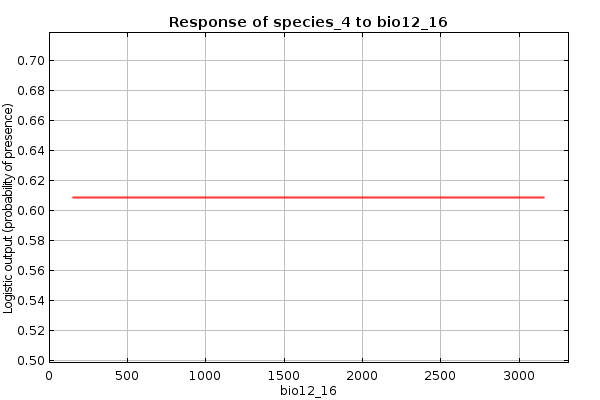 Response of species_4 to bio12_16
Logistic output (probability of presence)
0.70
0.68
0.66
0.64
0.62
0.60
0.58
0.56
0.54
0.52
0.50
0 500 1000 1500 2000 2500 3000
bio12_16